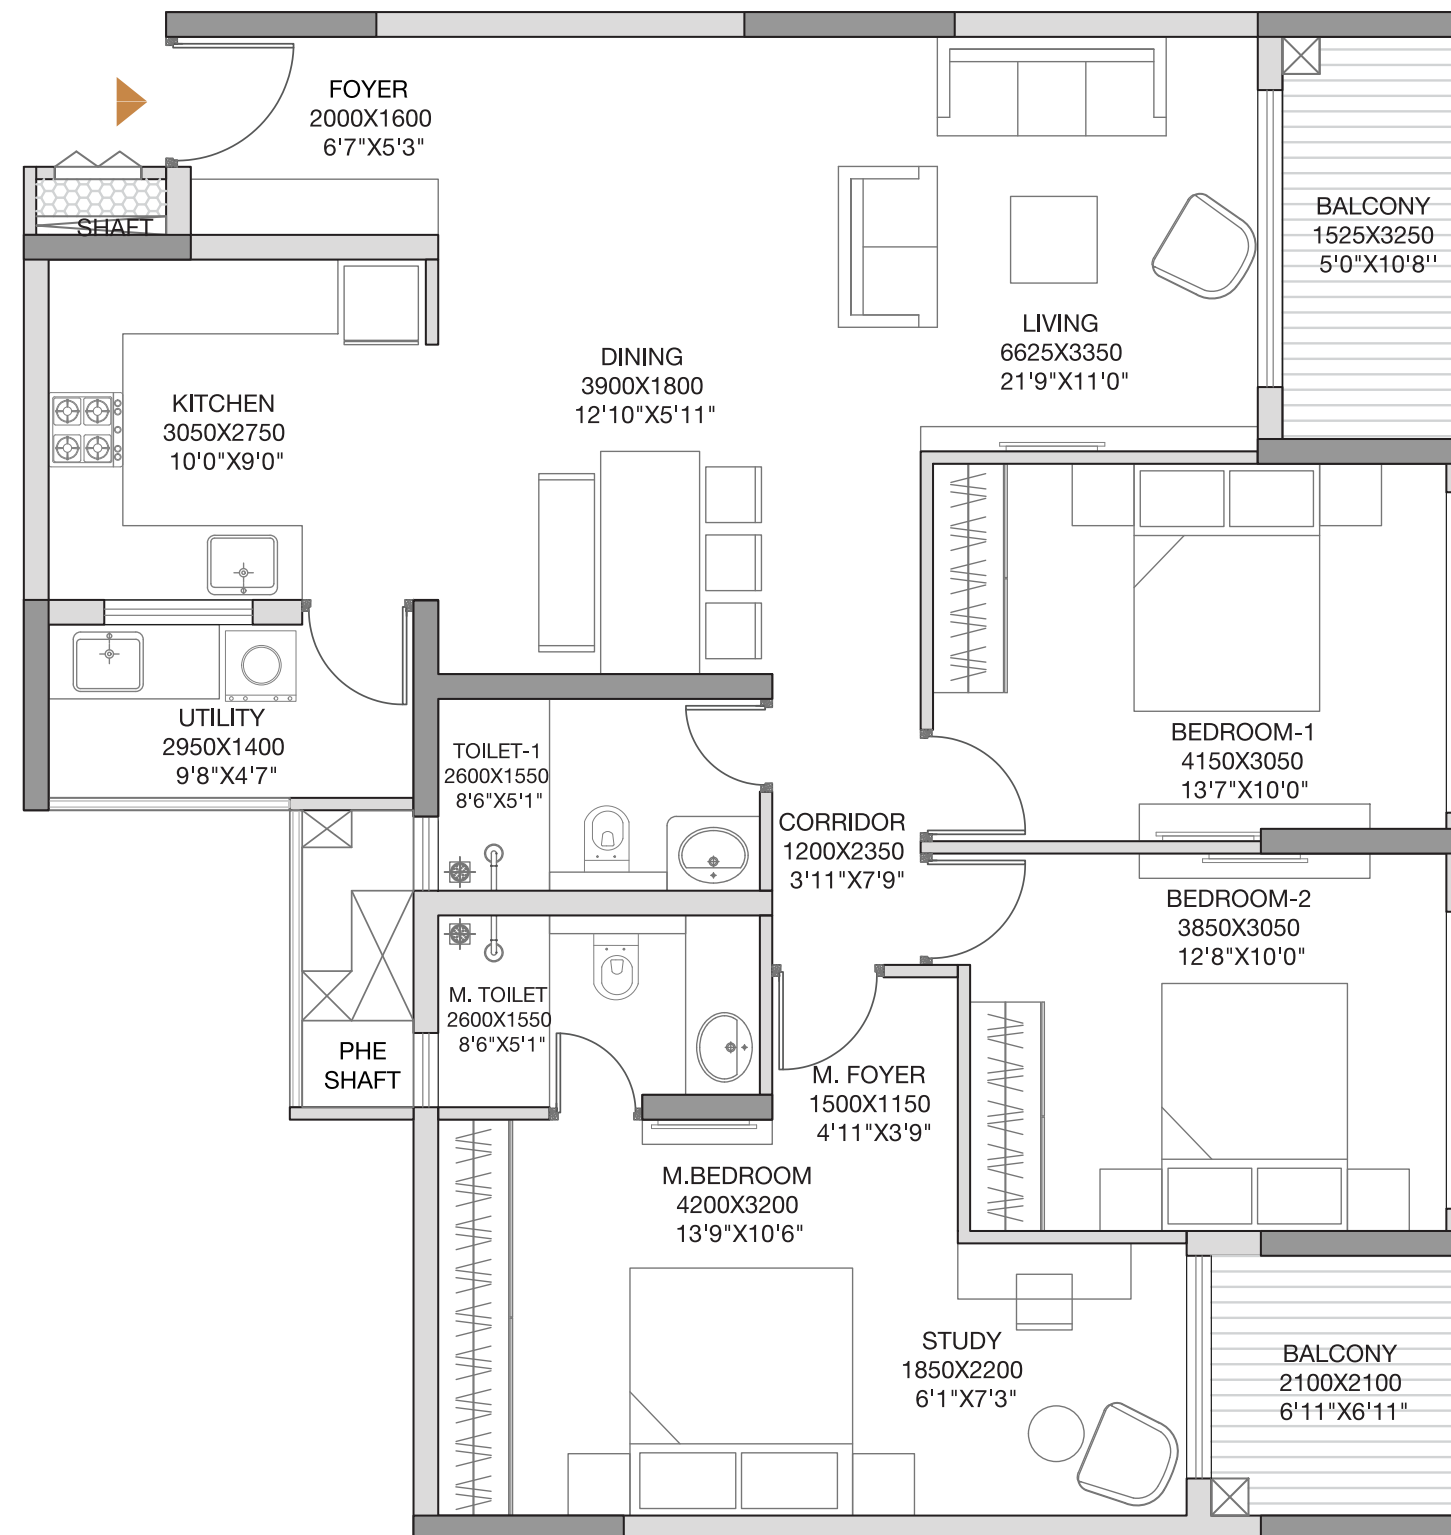 FOYER
2000X1600
6'7"X5'3"
SHAFT
BALCONY
1525X3250
5'0"X10'8''
LIVING
6625X3350
21'9"X11'0"
DINING
3900X1800
12'10"X5'11"
KITCHEN
3050X2750
10'0"X9'0"
UTILITY
2950X1400
9'8"X4'7"
TOILET-1
2600X1550
8'6"X5'1"
BEDROOM-1
4150X3050
13'7"X10'0"
CORRIDOR
1200X2350
3'11"X7'9"
BEDROOM-2
3850X3050
12'8"X10'0"
M. TOILET
2600X1550
8'6"X5'1"
PHE
SHAFT
M. FOYER
1500X1150
4'11"X3'9"
M.BEDROOM
4200X3200
13'9"X10'6"
STUDY
1850X2200
6'1"X7'3"
BALCONY
2100X2100
6'11"X6'11"